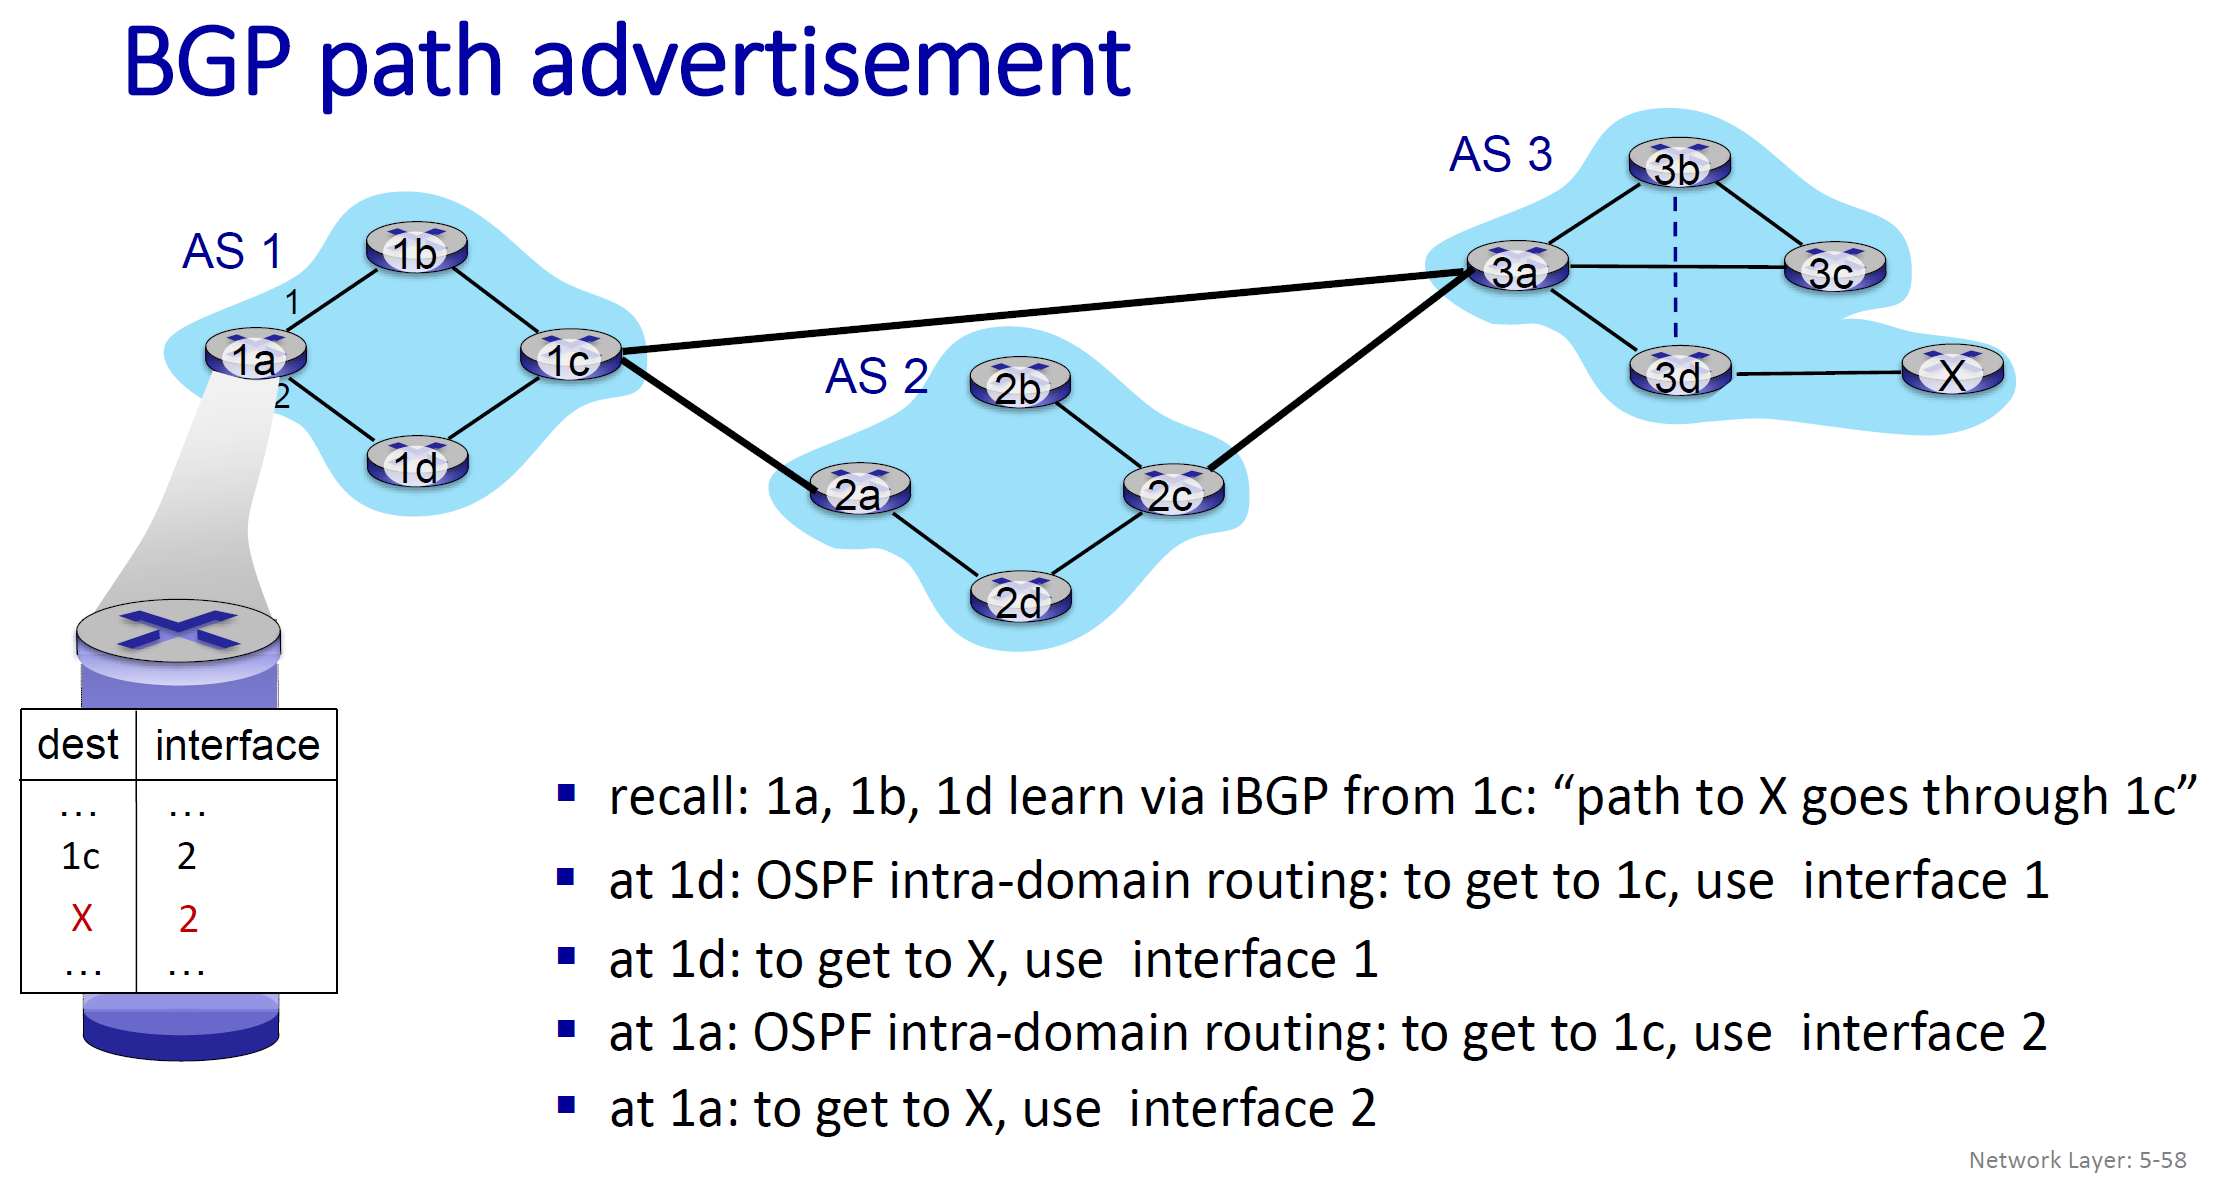 BGP path advertisement
AS 3
3b
3a
3c
3d
X
AS 1
1b
1
1a
1c
2
1d
AS 2
2b
2a
2c
2d
dest interface
... ...
1c 2
X 2
... ...
▪ recall: 1a, 1b, 1d learn via iBGP from 1c: “path to X goes through 1c”
▪ at 1d: OSPF intra-domain routing: to get to 1c, use interface 1
▪ at 1d: to get to X, use interface 1
▪ at 1a: OSPF intra-domain routing: to get to 1c, use interface 2
▪ at 1a: to get to X, use interface 2
Network Layer: 5-58